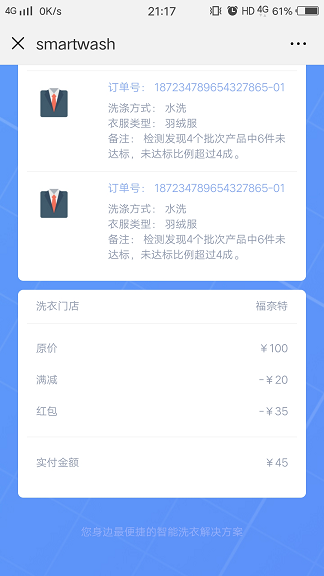 4G 0K/s 21:17 HD 4G 61%
smartwash
订单号： 187234789654327865-01
洗涤方式： 水洗
衣服类型： 羽绒服
备注： 检测发现4个批次产品中6件未
达标，未达标比例超过4成。
订单号： 187234789654327865-01
洗涤方式： 水洗
衣服类型： 羽绒服
备注： 检测发现4个批次产品中6件未
达标，未达标比例超过4成。
洗衣门店 福奈特
原价 ￥100
满减 -￥20
红包 -￥35
实付金额 ￥45
您身边最便捷的智能洗衣解决方案